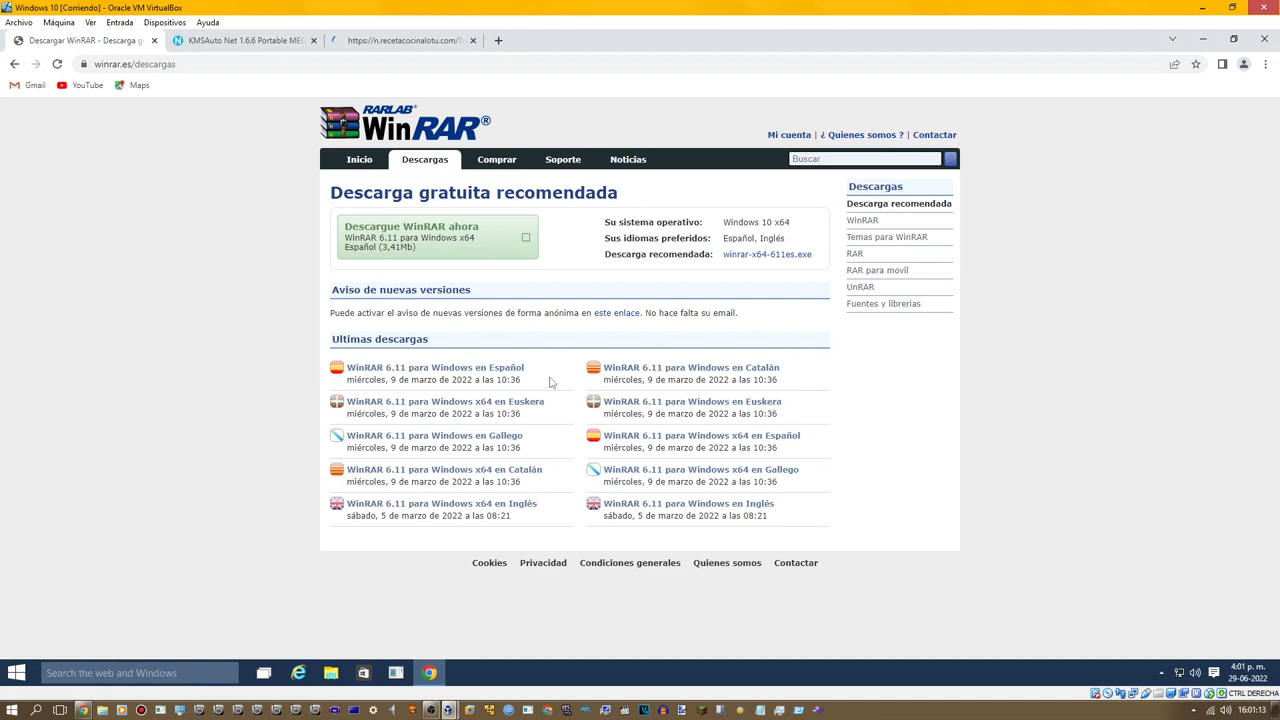 Windows 10 [Corriendo] - Oracle VM VirtualBox
Archivo Máquina Ver Entrada Dispositivos Ayuda
Descargar WinRAR - Descarga g
KMSAuto Net 1.6.6 Portable MEG
https://n.recetacocinalotu.com/?
winrar.es/descargas
Gmail YouTube Maps
RARLAB®
WinRAR®
Mi cuenta | ¿ Quienes somos ? | Contactar
Inicio Descargas Comprar Soporte Noticias Buscar
Descarga gratuita recomendada
Descargue WinRAR ahora
WinRAR 6.11 para Windows x64
Español (3,41Mb)
Su sistema operativo: Windows 10 x64
Sus idiomas preferidos: Español, Inglés
Descarga recomendada: winrar-x64-611es.exe
Aviso de nuevas versiones
Puede activar el aviso de nuevas versiones de forma anónima en este enlace. No hace falta su email.
Ultimas descargas
WinRAR 6.11 para Windows en Español
miércoles, 9 de marzo de 2022 a las 10:36
WinRAR 6.11 para Windows en Catalán
miércoles, 9 de marzo de 2022 a las 10:36
WinRAR 6.11 para Windows x64 en Euskera
miércoles, 9 de marzo de 2022 a las 10:36
WinRAR 6.11 para Windows en Euskera
miércoles, 9 de marzo de 2022 a las 10:36
WinRAR 6.11 para Windows en Gallego
miércoles, 9 de marzo de 2022 a las 10:36
WinRAR 6.11 para Windows x64 en Español
miércoles, 9 de marzo de 2022 a las 10:36
WinRAR 6.11 para Windows x64 en Catalán
miércoles, 9 de marzo de 2022 a las 10:36
WinRAR 6.11 para Windows x64 en Gallego
miércoles, 9 de marzo de 2022 a las 10:36
WinRAR 6.11 para Windows x64 en Inglés
sábado, 5 de marzo de 2022 a las 08:21
WinRAR 6.11 para Windows en Inglés
sábado, 5 de marzo de 2022 a las 08:21
Descargas
Descarga recomendada
WinRAR
Temas para WinRAR
RAR
RAR para movil
UnRAR
Fuentes y librerias
Cookies Privacidad Condiciones generales Quienes somos Contactar
Search the web and Windows
4:01 p. m.
29-06-2022
CTRL DERECHA
16:01:13